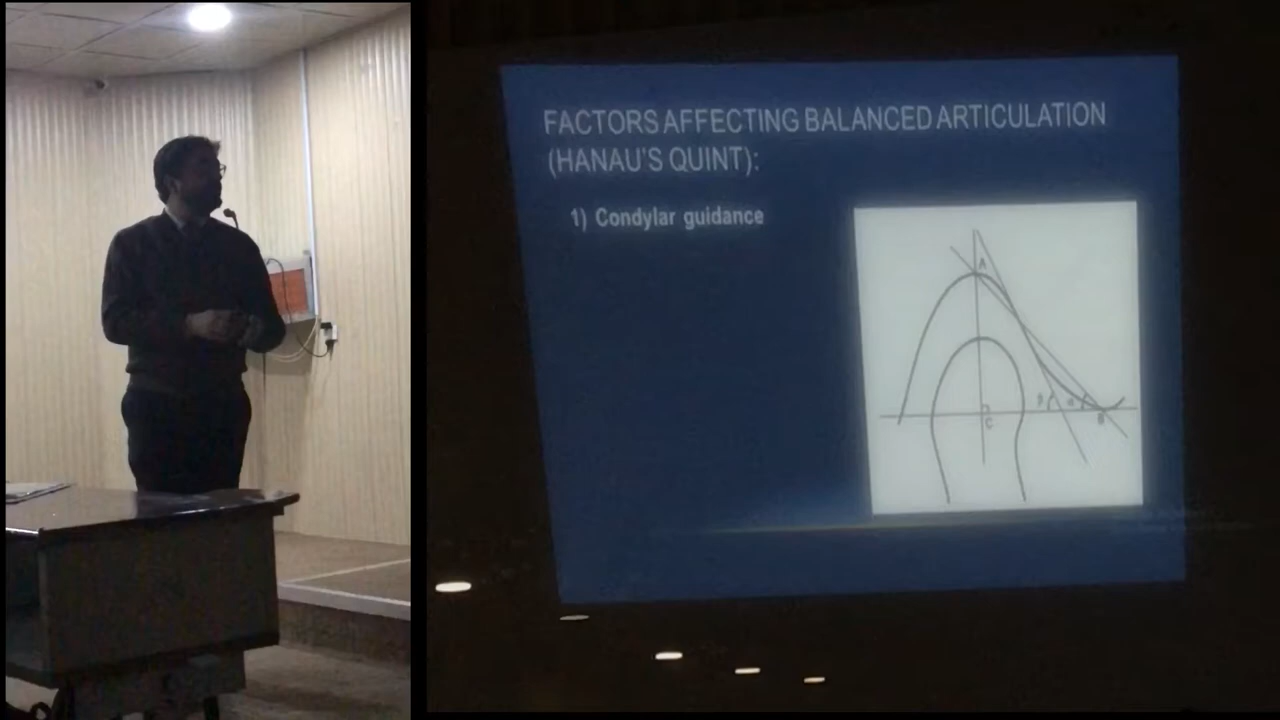 FACTORS AFFECTING BALANCED ARTICULATION
(HANAU'S QUINT):
1) Condylar guidance
A
C
B